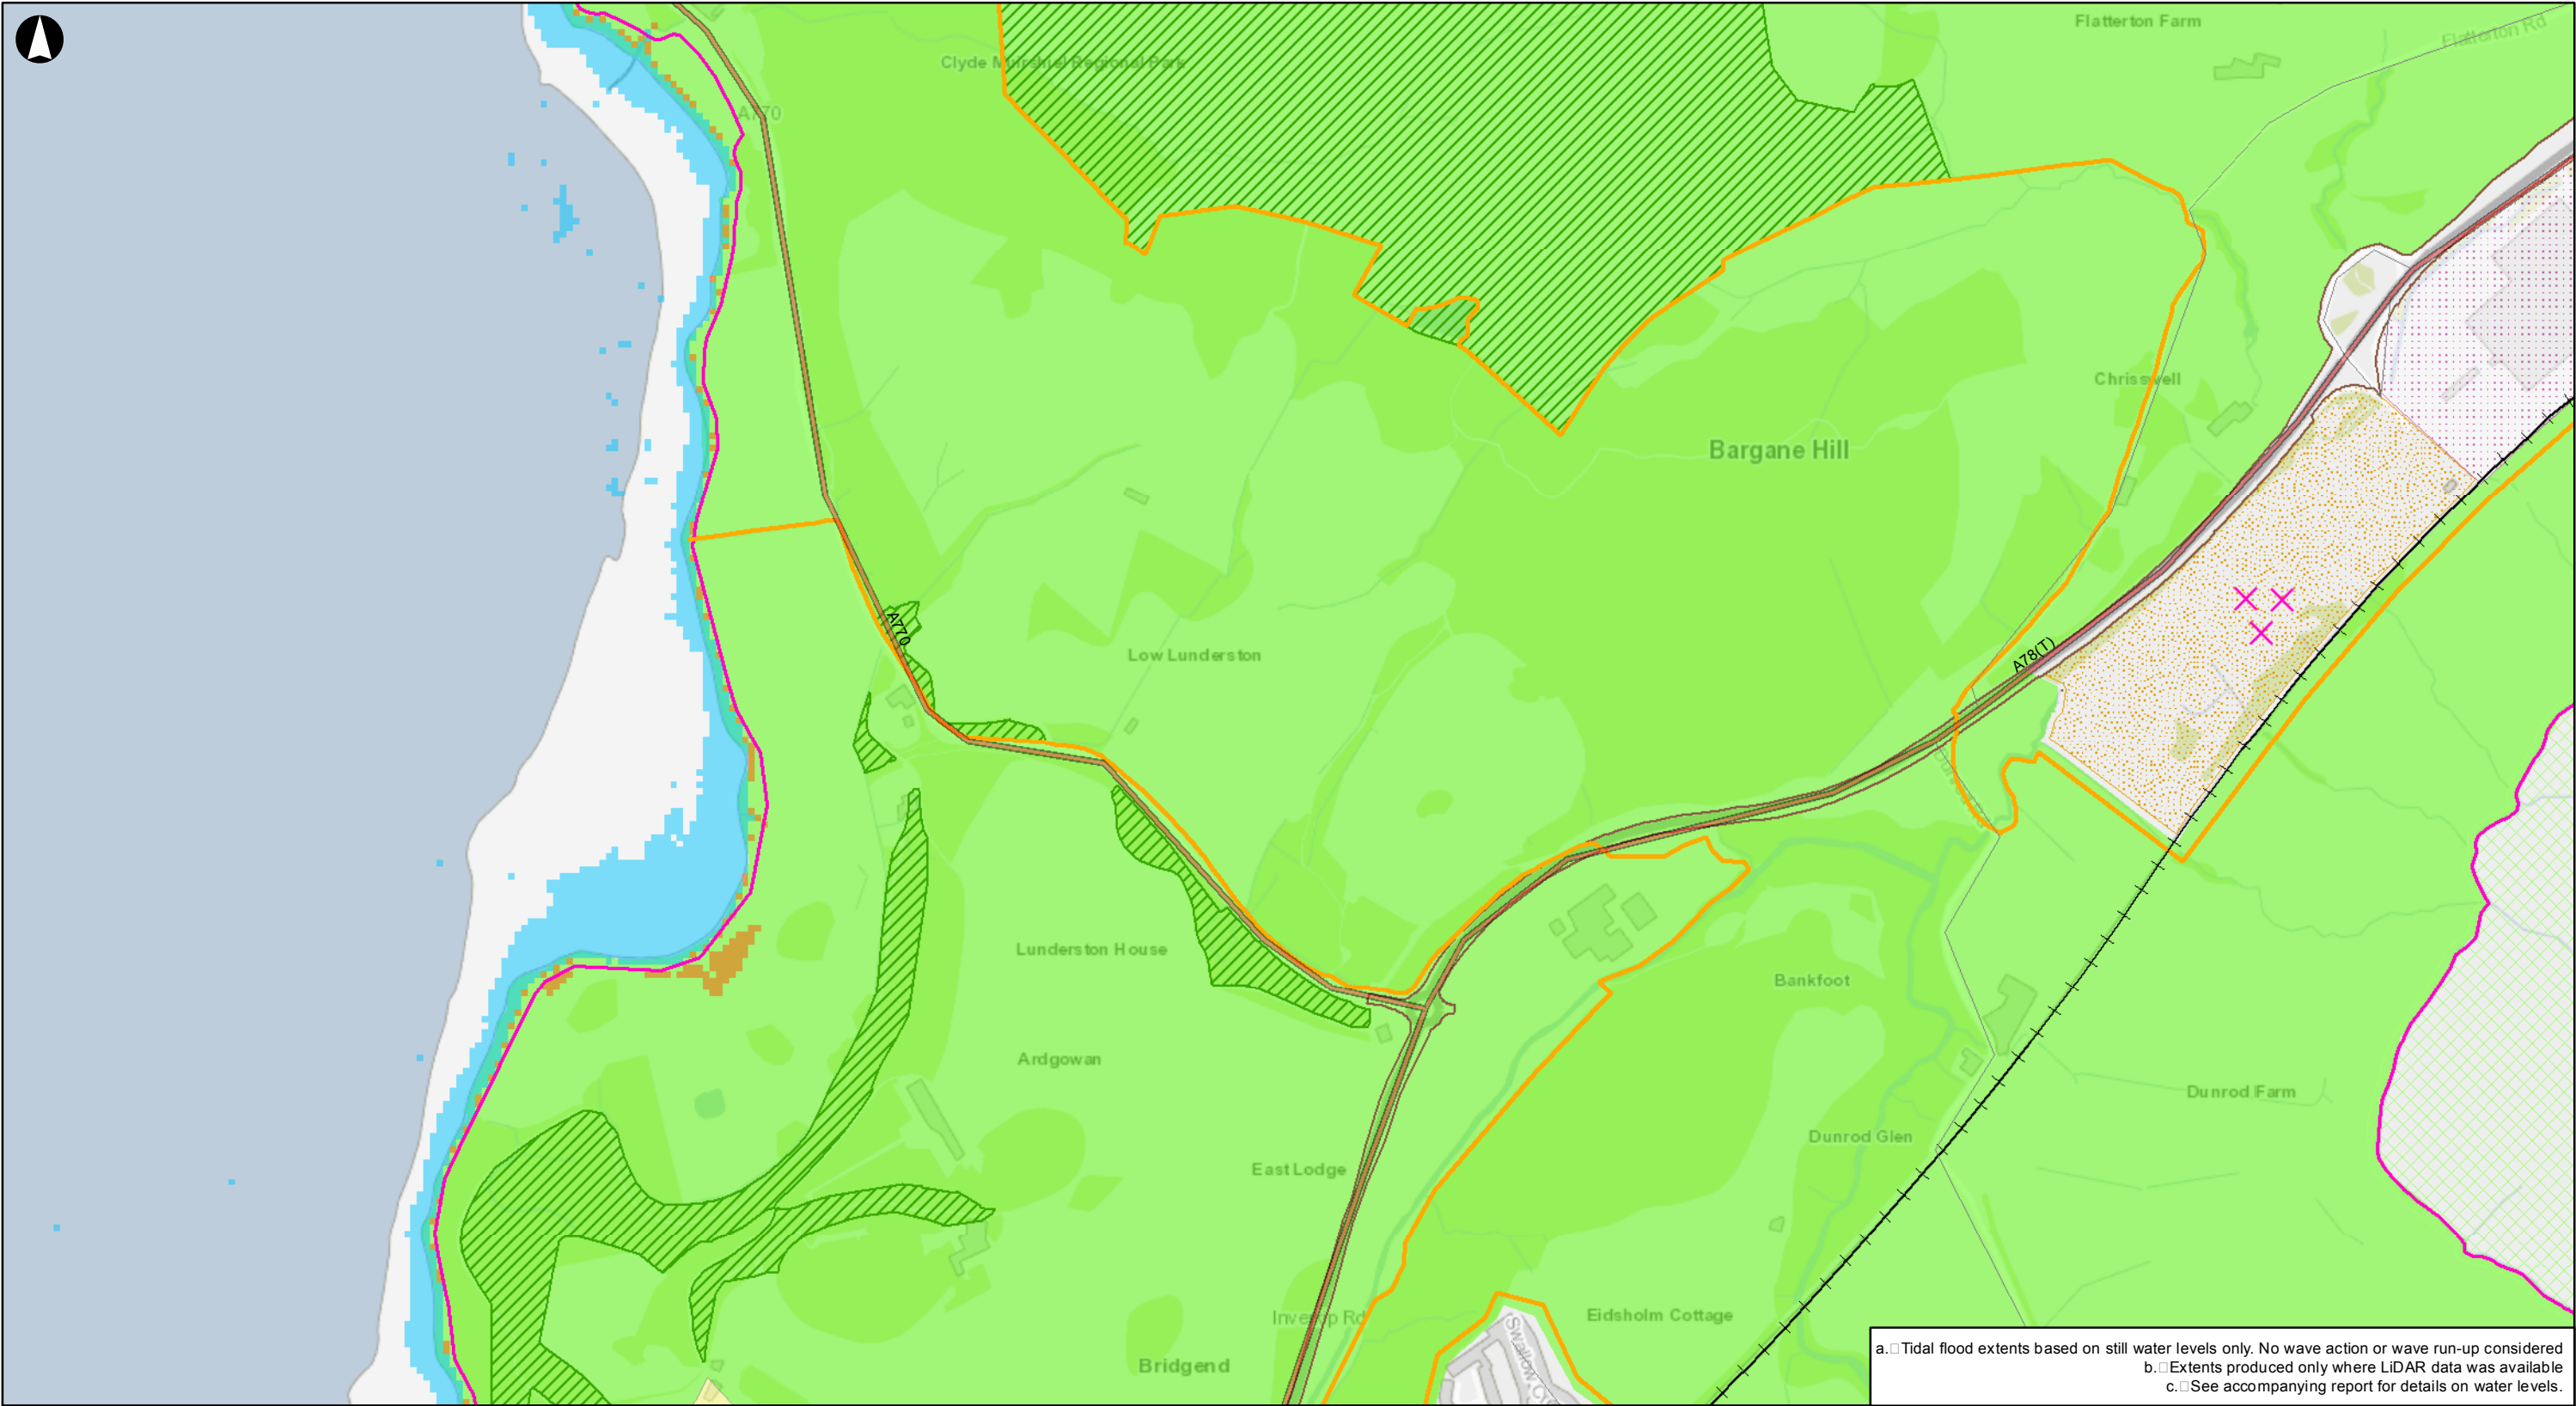 Flatterton Farm
Flatterton Rd
Clyde Muirshiel Regional Park
A770
Chrisswell
Bargane Hill
A770
Low Lunderston
A78(T)
Lunderston House
Bankfoot
Ardgowan
Dunrod Farm
Dunrod Glen
East Lodge
Inverkip Rd
Eidsholm Cottage
Bridgend
a. Tidal flood extents based on still water levels only. No wave action or wave run-up considered
b. Extents produced only where LiDAR data was available
c. See accompanying report for details on water levels.